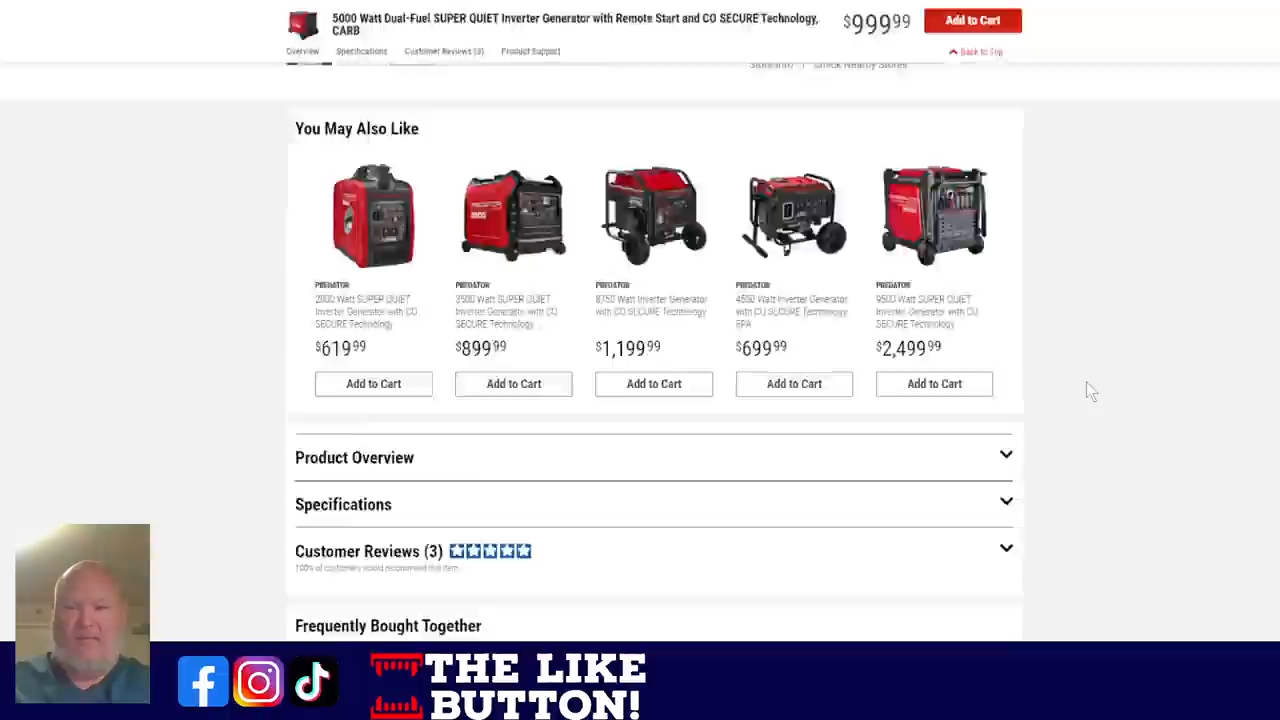 5000 Watt Dual-Fuel SUPER QUIET Inverter Generator with Remote Start and CO SECURE Technology,
CARB
$999 99
Add to Cart
Overview Specifications Customer Reviews (3) Product Support
Back to Top
Store Info | Check Nearby Stores
You May Also Like
PREDATOR PREDATOR PREDATOR PREDATOR PREDATOR
2000 Watt SUPER QUIET 3500 Watt SUPER QUIET 8750 Watt Inverter Generator 4550 Watt Inverter Generator 9500 Watt SUPER QUIET
Inverter Generator with CO Inverter Generator with CO with CO SECURE Technology with CO SECURE Technology, Inverter Generator with CO
SECURE Technology SECURE Technology EPA SECURE Technology
$619 99 $899 99 $1,199 99 $699 99 $2,499 99
Add to Cart Add to Cart Add to Cart Add to Cart Add to Cart
Product Overview
Specifications
Customer Reviews (3)
100% of customers would recommend this item.
Frequently Bought Together
THE LIKE
BUTTON!